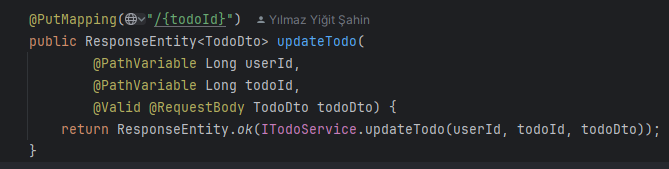 @PutMapping("/{todoId}") Yılmaz Yiğit Şahin
public ResponseEntity<TodoDto> updateTodo(
@PathVariable Long userId,
@PathVariable Long todoId,
@Valid @RequestBody TodoDto todoDto) {
return ResponseEntity.ok(ITodoService.updateTodo(userId, todoId, todoDto));
}